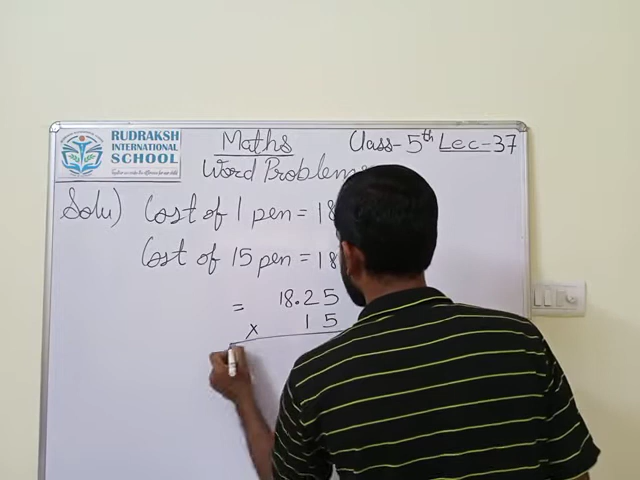 RUDRAKSH
INTERNATIONAL
SCHOOL
Maths
Class-5th Lec-37
Word Problem
Solu) Cost of 1 pen = 18
Cost of 15 pen = 18
= 18.25
x 15